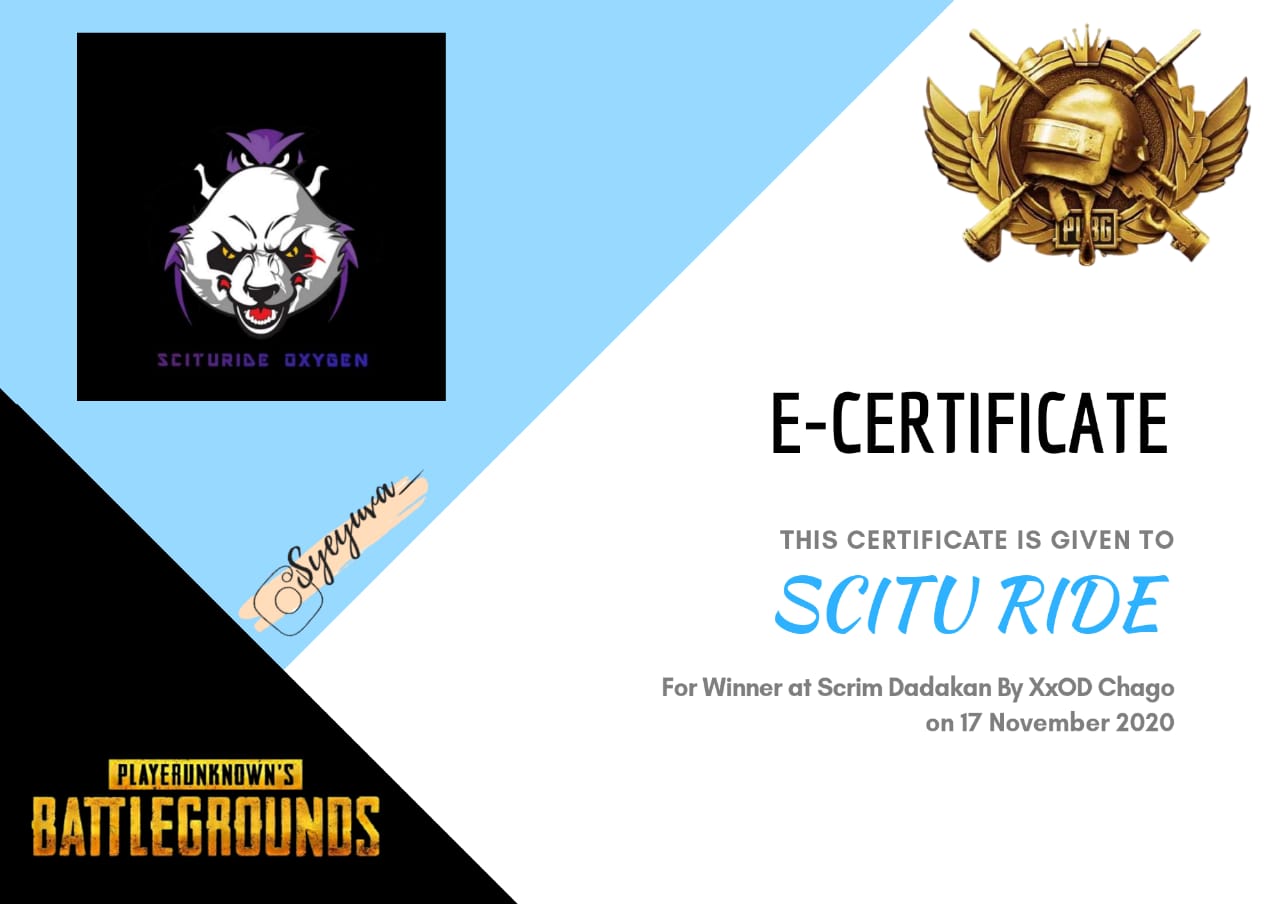 SCITURIDE OXYGEN
PUBG
E-CERTIFICATE
Syeyuwa_
THIS CERTIFICATE IS GIVEN TO
SCITU RIDE
For Winner at Scrim Dadakan By XxOD Chago
on 17 November 2020
PLAYERUNKNOWN'S
BATTLEGROUNDS